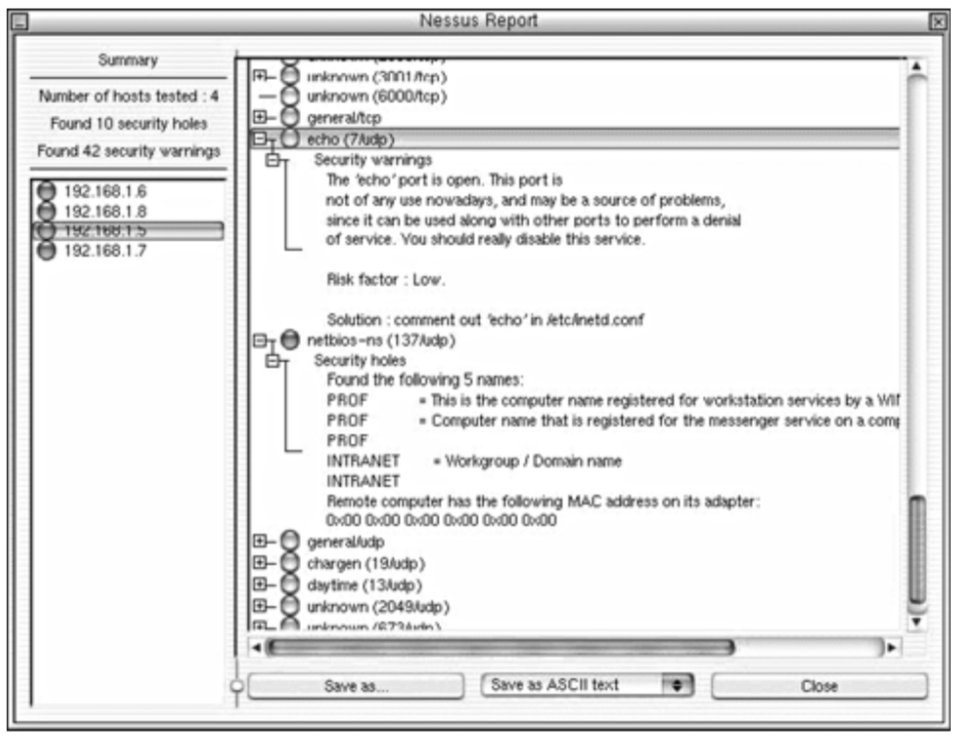 Nessus Report
Summary
Number of hosts tested : 4
Found 10 security holes
Found 42 security warnings
192.168.1.6
192.168.1.8
192.168.1.5
192.168.1.7
unknown (3001/tcp)
unknown (6000/tcp)
general/tcp
echo (7/udp)
Security warnings
The 'echo' port is open. This port is
not of any use nowadays, and may be a source of problems,
since it can be used along with other ports to perform a denial
of service. You should really disable this service.
Risk factor : Low.
Solution : comment out 'echo' in /etc/inetd.conf
netbios-ns (137/udp)
Security holes
Found the following 5 names:
PROF = This is the computer name registered for workstation services by a WI
PROF = Computer name that is registered for the messenger service on a comp
PROF
INTRANET = Workgroup / Domain name
INTRANET
Remote computer has the following MAC address on its adapter:
0x00 0x00 0x00 0x00 0x00 0x00
general/udp
chargen (19/udp)
daytime (13/udp)
unknown (2049/udp)
unknown (673/udp)
Save as...
Save as ASCII text
Close